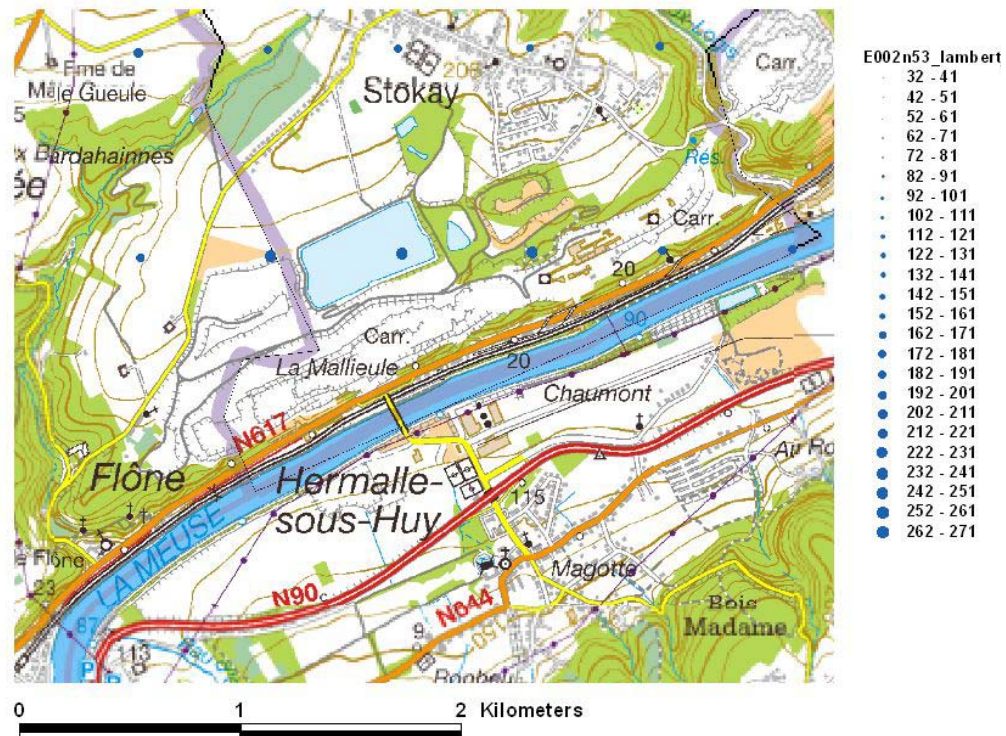 Stokay
208
Carr.
Fme de
Mâle Gueule
Bardahainnes
Rés.
Carr.
20
90
Carr.
La Mallieule
20
Chaumont
N617
Flône
Hermalle-
sous-Huy
115
LA MEUSE
Flône
23
Magotte
N90
N644
Bois
Madame
87
113
150
9
P
E002n53_lambert
32 - 41
42 - 51
52 - 61
62 - 71
72 - 81
82 - 91
92 - 101
102 - 111
112 - 121
122 - 131
132 - 141
142 - 151
152 - 161
162 - 171
172 - 181
182 - 191
192 - 201
202 - 211
212 - 221
222 - 231
232 - 241
242 - 251
252 - 261
262 - 271
0 1 2 Kilometers